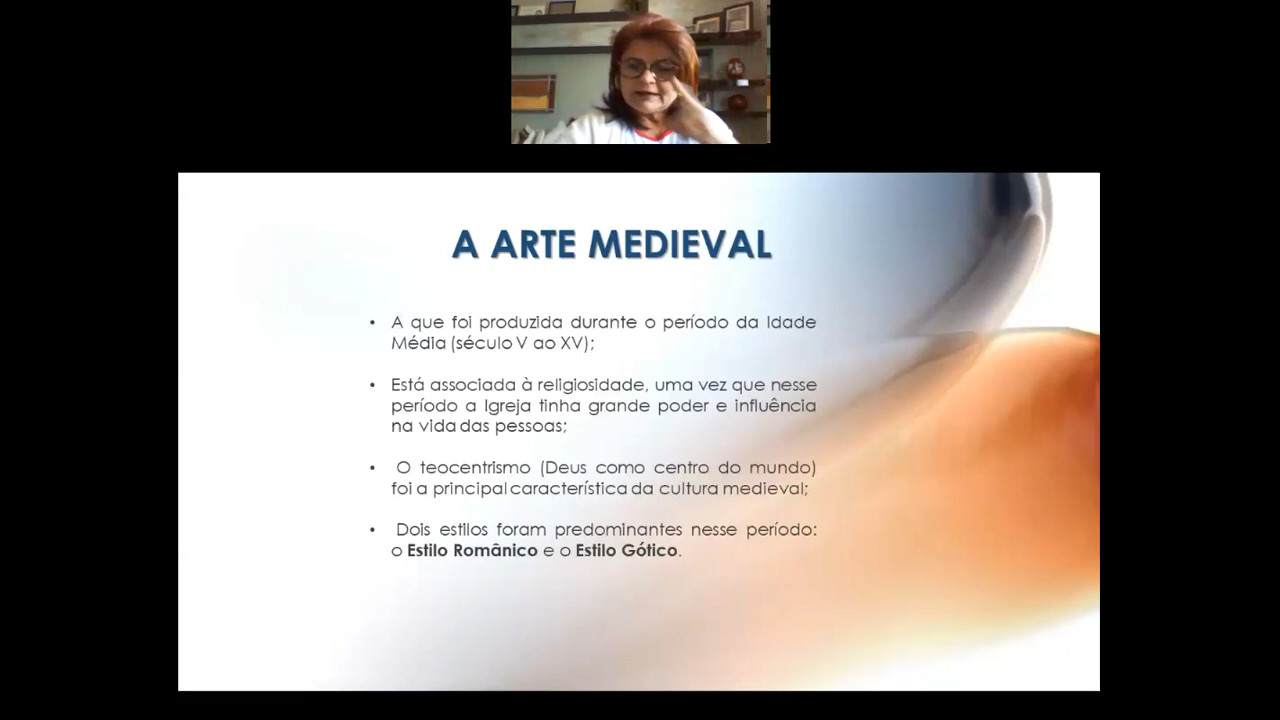 A ARTE MEDIEVAL
• A que foi produzida durante o período da Idade
Média (século V ao XV);
• Está associada à religiosidade, uma vez que nesse
período a Igreja tinha grande poder e influência
na vida das pessoas;
• O teocentrismo (Deus como centro do mundo)
foi a principal característica da cultura medieval;
• Dois estilos foram predominantes nesse período:
o Estilo Românico e o Estilo Gótico.